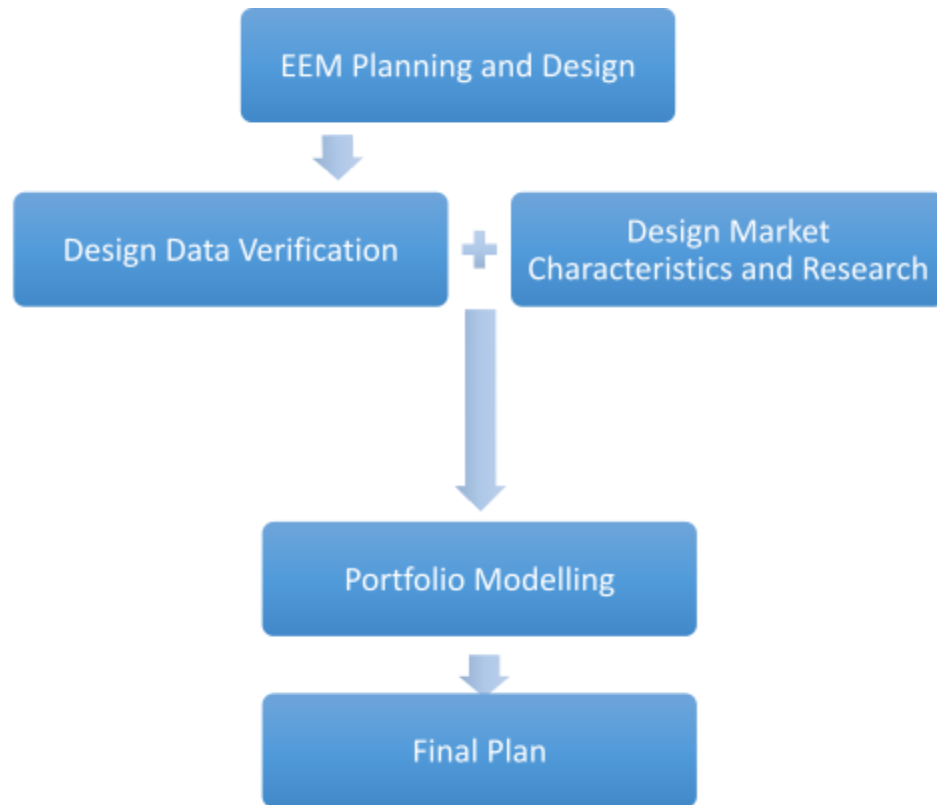 EEM Planning and Design
Design Data Verification
Design Market
Characteristics and Research
Portfolio Modelling
Final Plan